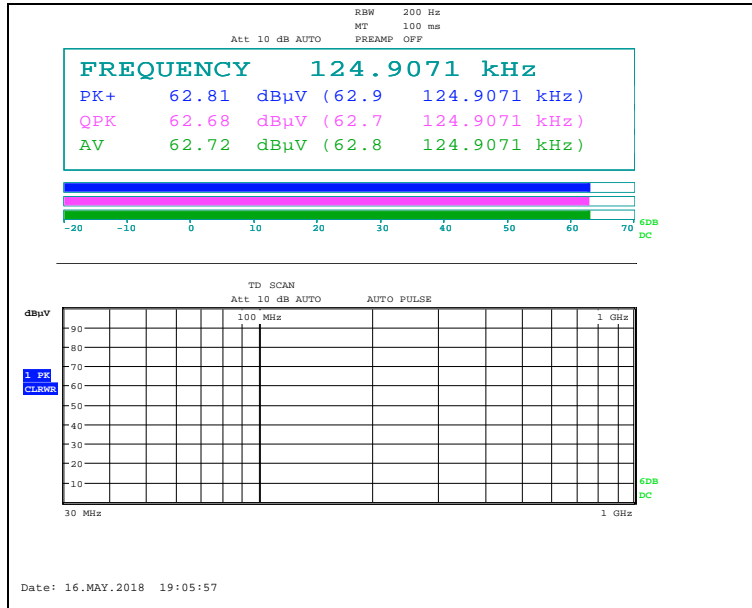 RBW 200 Hz
MT 100 ms
Att 10 dB AUTO PREAMP OFF
FREQUENCY 124.9071 kHz
PK+ 62.81 dBµV (62.9 124.9071 kHz)
QPK 62.68 dBµV (62.7 124.9071 kHz)
AV 62.72 dBµV (62.8 124.9071 kHz)
-20 -10 0 10 20 30 40 50 60 70
6DB
DC
TD SCAN
Att 10 dB AUTO AUTO PULSE
dBµV
100 MHz 1 GHz
90
80
70
1 PK
CLRWR
60
50
40
30
20
10
6DB
DC
30 MHz 1 GHz
Date: 16.MAY.2018 19:05:57